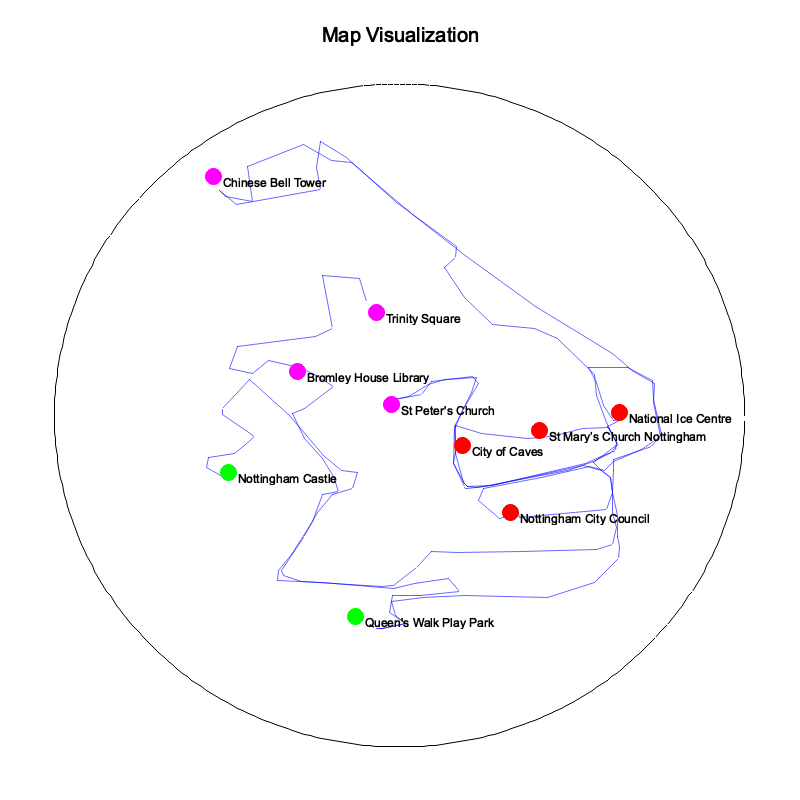 Map Visualization
Chinese Bell Tower
Trinity Square
Bromley House Library
St Peter's Church
National Ice Centre
St Mary's Church Nottingham
City of Caves
Nottingham Castle
Nottingham City Council
Queen's Walk Play Park